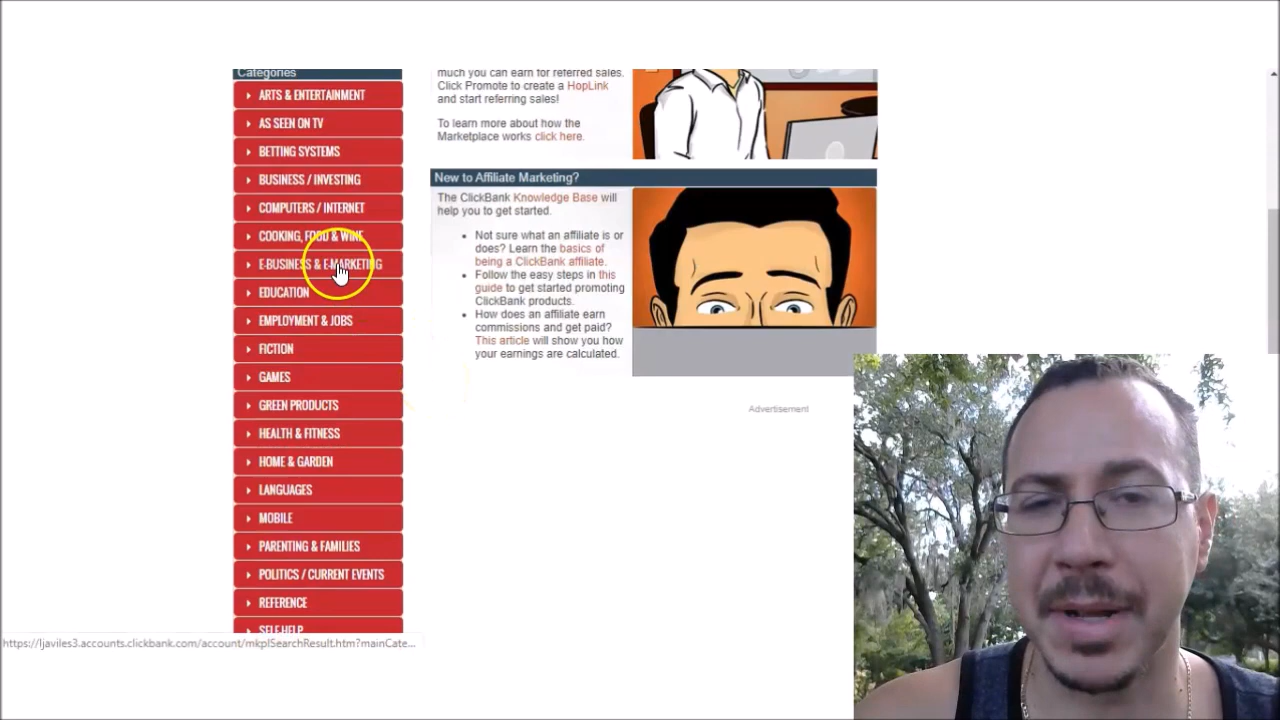 Categories
ARTS & ENTERTAINMENT
AS SEEN ON TV
BETTING SYSTEMS
BUSINESS / INVESTING
COMPUTERS / INTERNET
COOKING, FOOD & WINE
E-BUSINESS & E-MARKETING
EDUCATION
EMPLOYMENT & JOBS
FICTION
GAMES
GREEN PRODUCTS
HEALTH & FITNESS
HOME & GARDEN
LANGUAGES
MOBILE
PARENTING & FAMILIES
POLITICS / CURRENT EVENTS
REFERENCE
SELF-HELP
much you can earn for referred sales.
Click Promote to create a HopLink
and start referring sales!
To learn more about how the
Marketplace works click here.
New to Affiliate Marketing?
The ClickBank Knowledge Base will
help you to get started.
• Not sure what an affiliate is or
does? Learn the basics of
being a ClickBank affiliate.
• Follow the easy steps in this
guide to get started promoting
ClickBank products.
• How does an affiliate earn
commissions and get paid?
This article will show you how
your earnings are calculated.
Advertisement
https://ljaviles3.accounts.clickbank.com/account/mkplSearchResult.htm?mainCate...